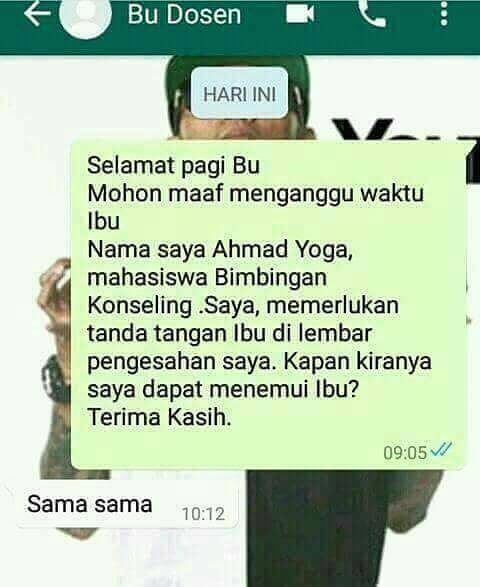 Bu Dosen
HARI INI
Selamat pagi Bu
Mohon maaf menganggu waktu
Ibu
Nama saya Ahmad Yoga,
mahasiswa Bimbingan
Konseling .Saya, memerlukan
tanda tangan Ibu di lembar
pengesahan saya. Kapan kiranya
saya dapat menemui Ibu?
Terima Kasih.
09:05
Sama sama
10:12